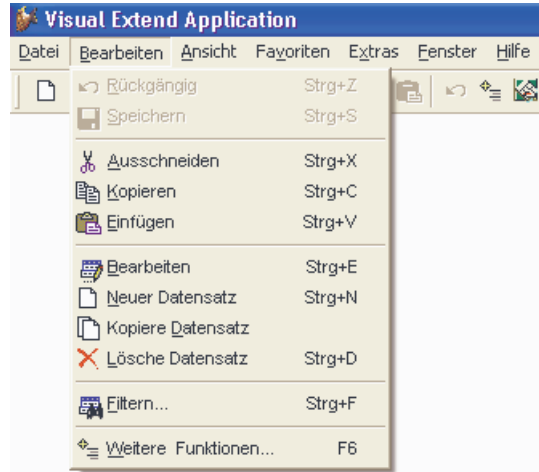 Visual Extend Application
Datei Bearbeiten Ansicht Favoriten Extras Fenster Hilfe
Rückgängig Strg+Z
Speichern Strg+S
Ausschneiden Strg+X
Kopieren Strg+C
Einfügen Strg+V
Bearbeiten Strg+E
Neuer Datensatz Strg+N
Kopiere Datensatz
Lösche Datensatz Strg+D
Filtern... Strg+F
Weitere Funktionen... F6